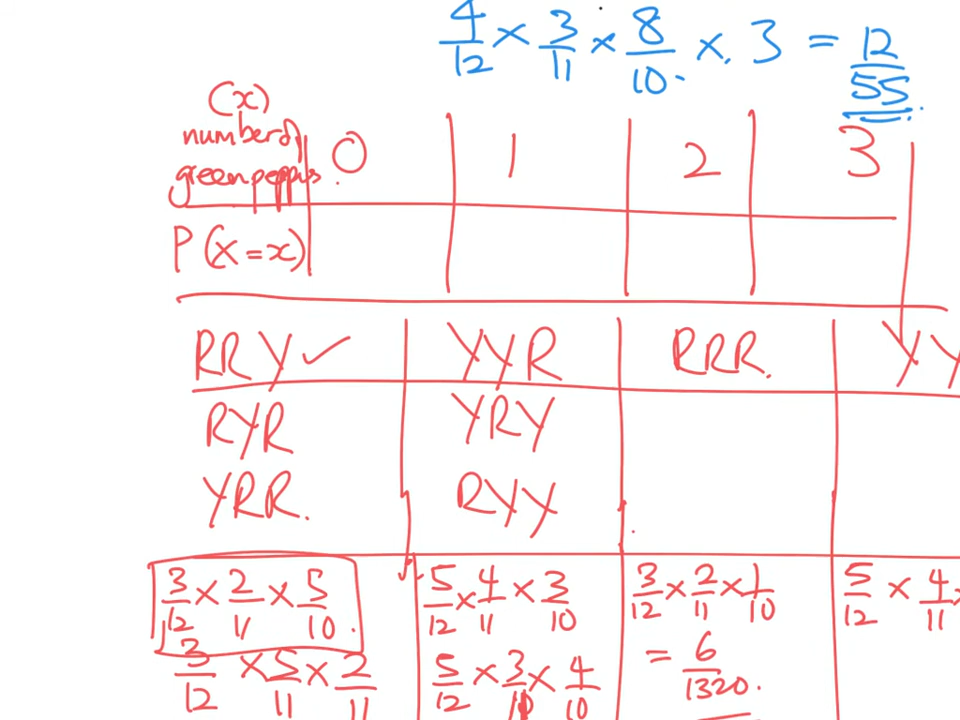 4/12 × 3/11 × 8/10 × 3 = 12/55
(x)
number of
green peppers
0 1 2 3
P(X=x)
RRY ✓ YYR RRR. YY
RYR YRY
YRR. RYY
3/12 × 2/11 × 5/10 5/12 × 4/11 × 3/10 3/12 × 2/11 × 1/10 5/12 × 4/11 ×
3/12 × 5/11 × 2/11 5/12 × 3/10 × 4/10 = 6/1320.